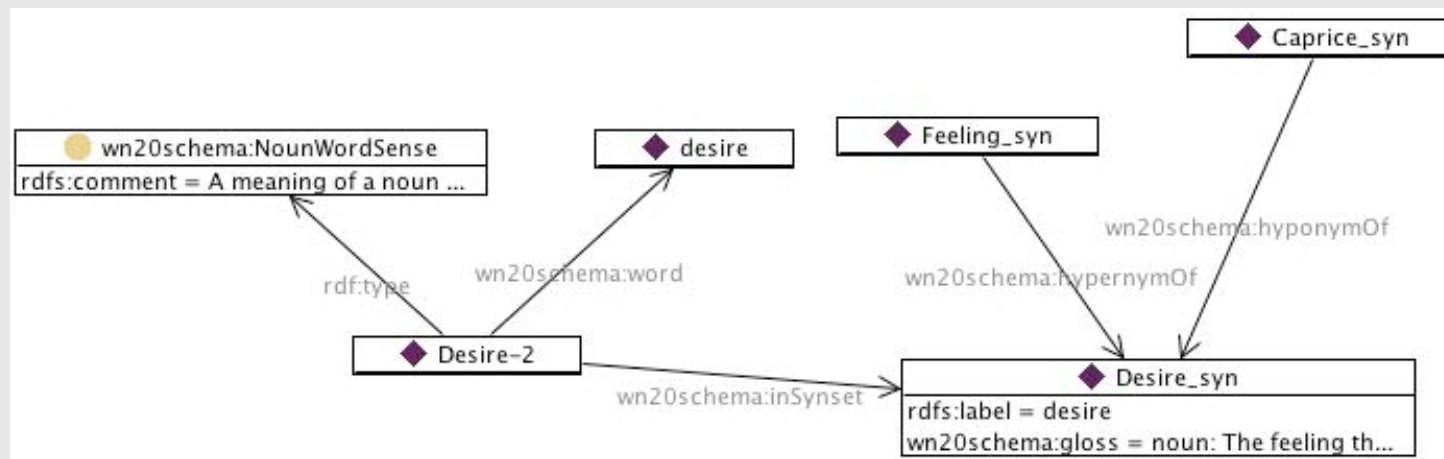 Caprice_syn
wn20schema:NounWordSense
rdfs:comment = A meaning of a noun ...
desire
Feeling_syn
wn20schema:hyponymOf
wn20schema:hypernymOf
rdf:type
wn20schema:word
Desire-2
wn20schema:inSynset
Desire_syn
rdfs:label = desire
wn20schema:gloss = noun: The feeling th...